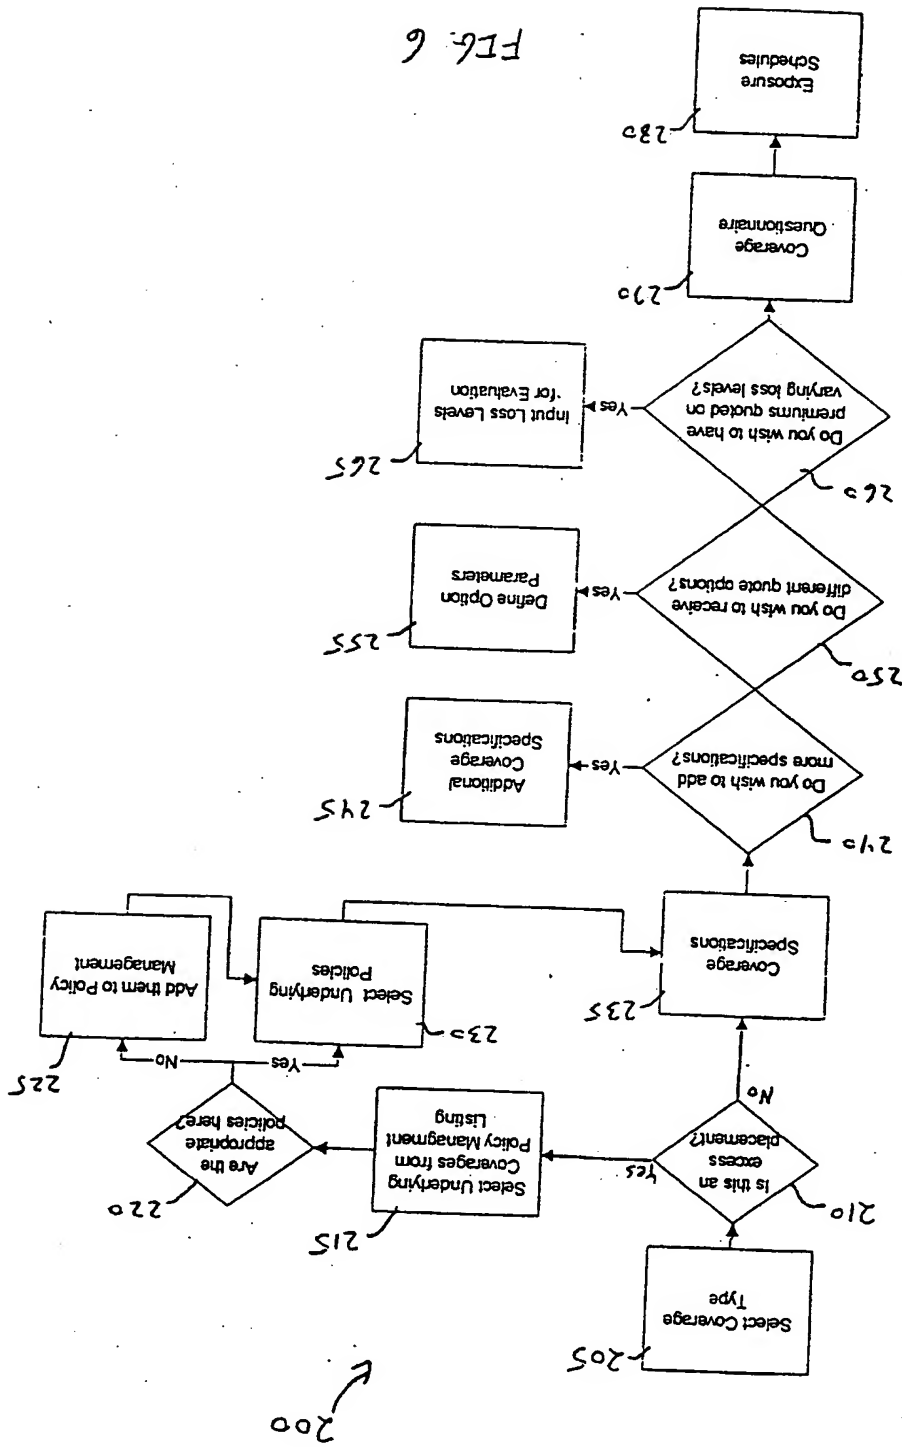 200
205
Select Coverage
Type
210
Is this an
excess
placement?
Yes
No
215
Select Underlying
Coverages from
Policy Managment
Listing
220
Are the
appropriate
policies here?
Yes
No
225
Add them to Policy
Management
230
Select Underlying
Policies
235
Coverage
Specifications
240
Do you wish to add
more specifications?
Yes
245
Additional
Coverage
Specifications
250
Do you wish to receive
different quote options?
Yes
255
Define Option
Parameters
260
Do you wish to have
premiums quoted on
varying loss levels?
Yes
265
Input Loss Levels
for Evaluation
270
Coverage
Questionnaire
280
Exposure
Schedules
FIG. 6